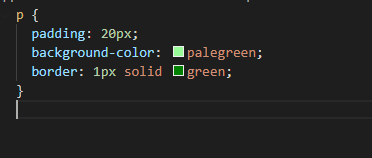 p {
padding: 20px;
background-color: palegreen;
border: 1px solid green;
}